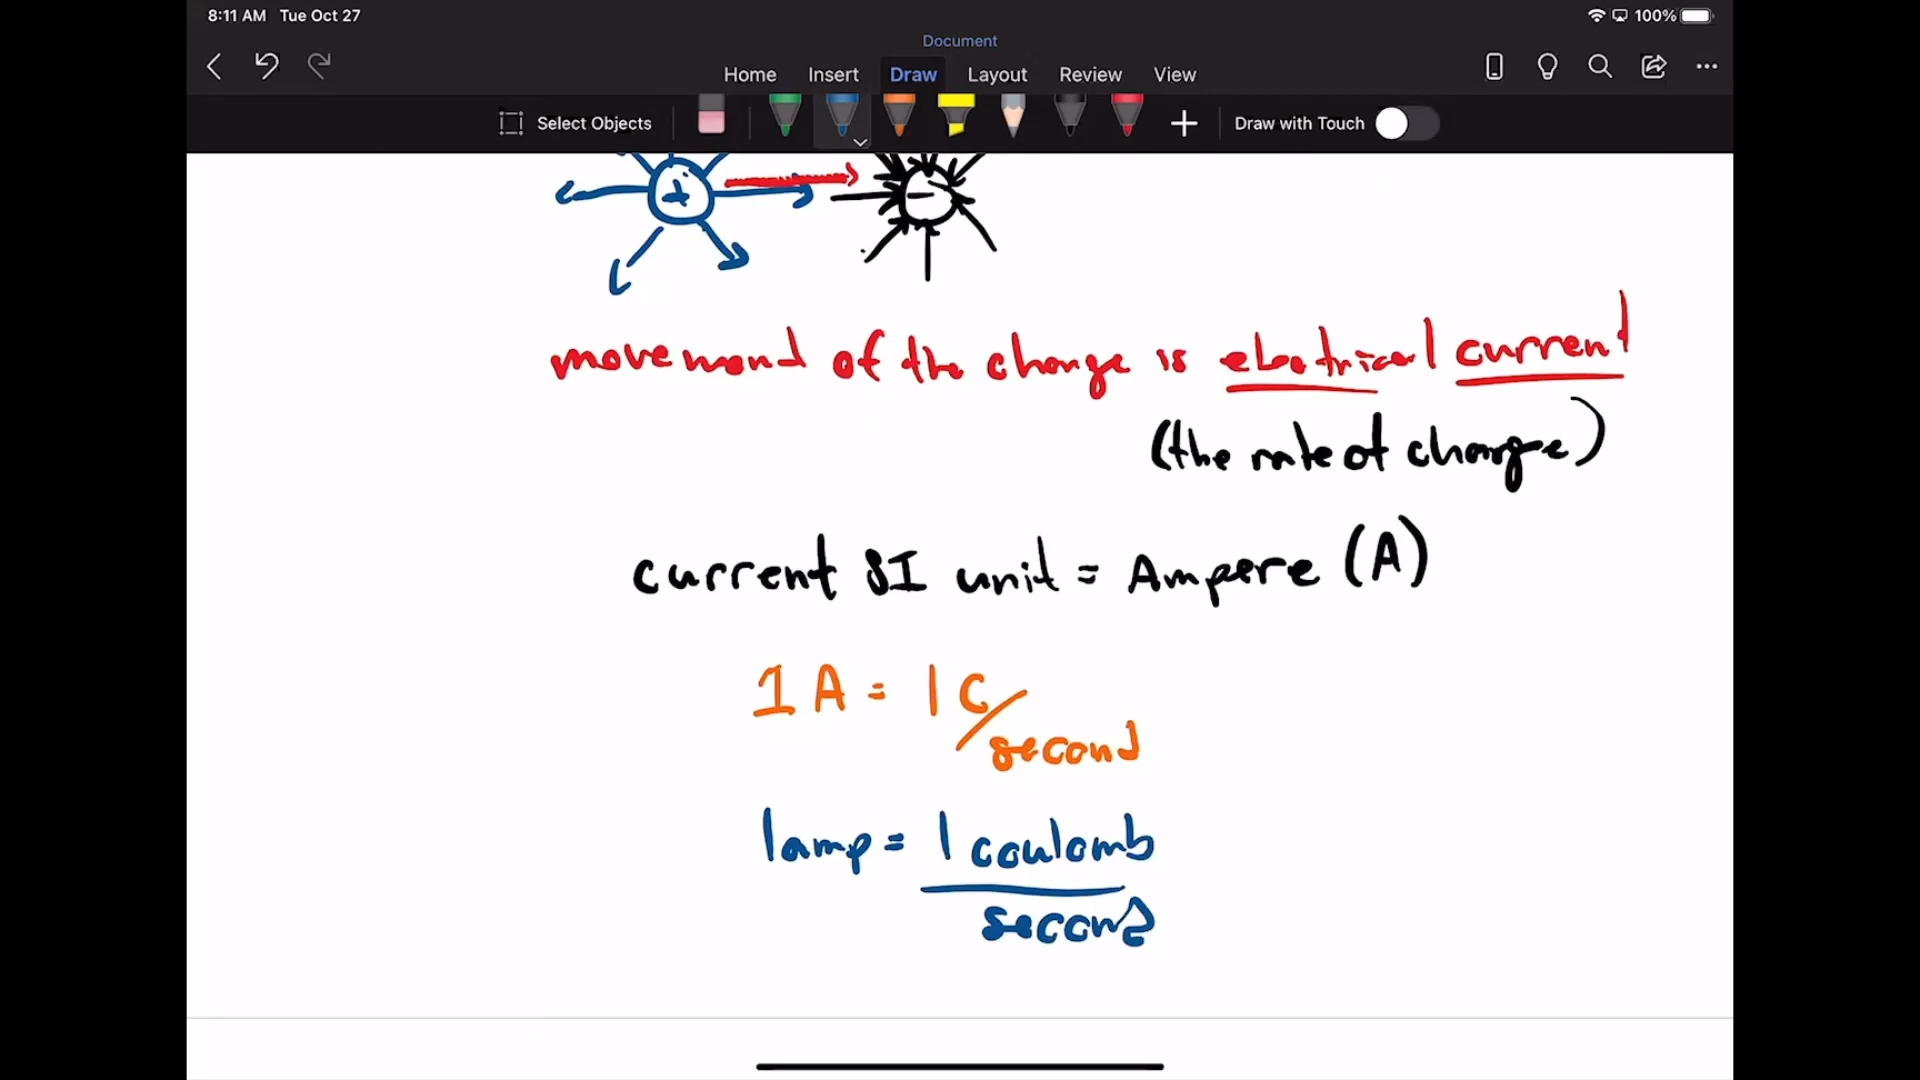 8:11 AM Tue Oct 27
100%
Document
Home Insert Draw Layout Review View
Select Objects
Draw with Touch
+
−
movement of the charge is electrical current
(the rate of charge)
current SI unit = Ampere (A)
1 A = 1 C/second
1 amp = 1 coulomb
second